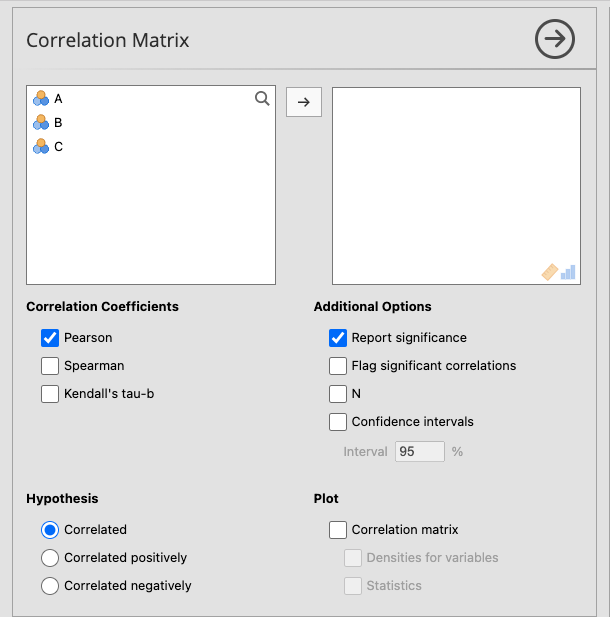 Correlation Matrix
A
B
C
Correlation Coefficients
Pearson
Spearman
Kendall's tau-b
Additional Options
Report significance
Flag significant correlations
N
Confidence intervals
Interval 95 %
Hypothesis
Correlated
Correlated positively
Correlated negatively
Plot
Correlation matrix
Densities for variables
Statistics